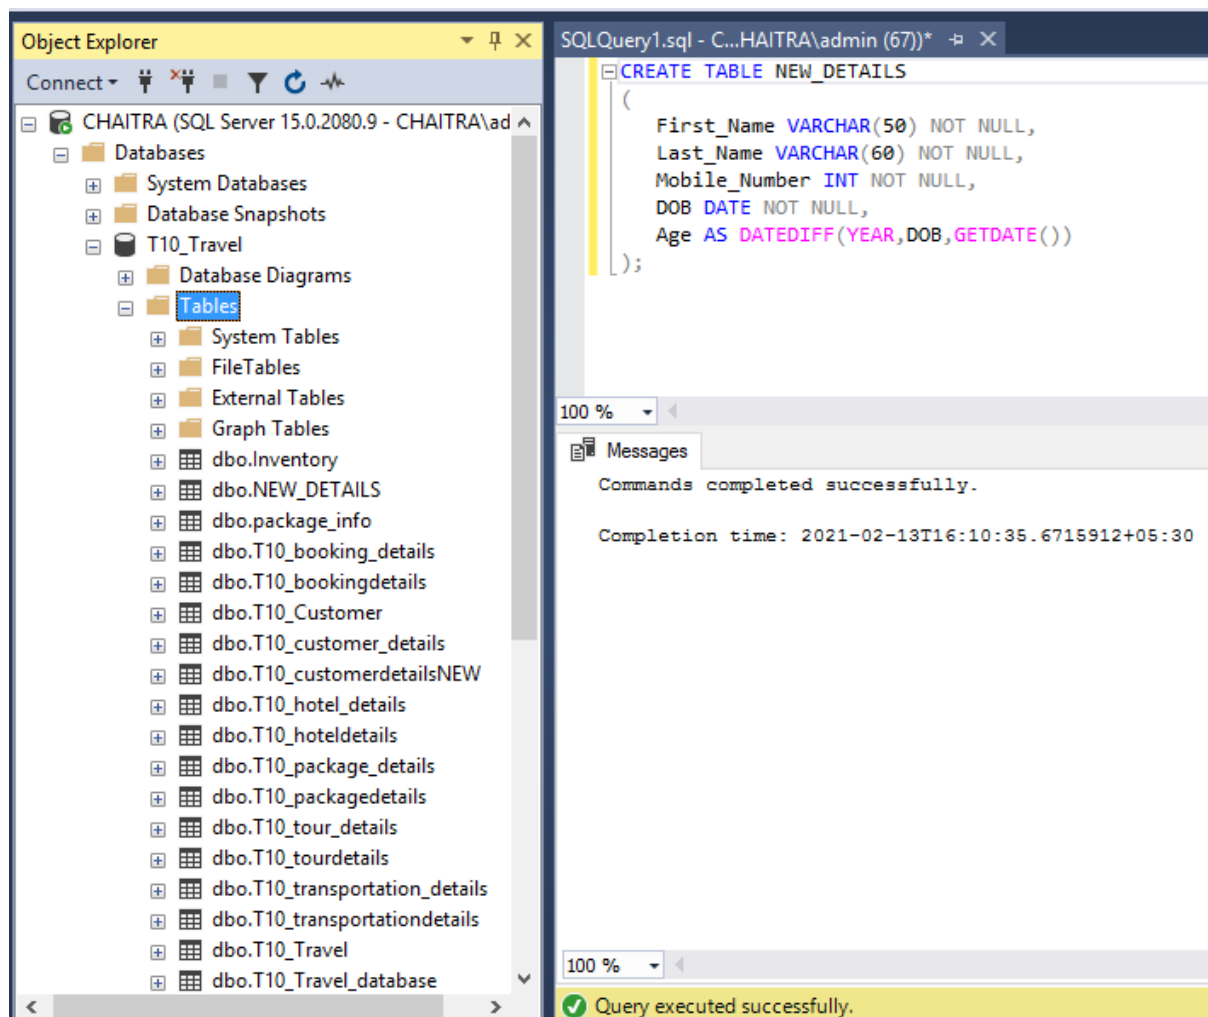 Object Explorer
Connect
CHAITRA (SQL Server 15.0.2080.9 - CHAITRA\ad
Databases
System Databases
Database Snapshots
T10_Travel
Database Diagrams
Tables
System Tables
FileTables
External Tables
Graph Tables
dbo.Inventory
dbo.NEW_DETAILS
dbo.package_info
dbo.T10_booking_details
dbo.T10_bookingdetails
dbo.T10_Customer
dbo.T10_customer_details
dbo.T10_customerdetailsNEW
dbo.T10_hotel_details
dbo.T10_hoteldetails
dbo.T10_package_details
dbo.T10_packagedetails
dbo.T10_tour_details
dbo.T10_tourdetails
dbo.T10_transportation_details
dbo.T10_transportationdetails
dbo.T10_Travel
dbo.T10_Travel_database
SQLQuery1.sql - C...HAITRA\admin (67))*
CREATE TABLE NEW_DETAILS
(
First_Name VARCHAR(50) NOT NULL,
Last_Name VARCHAR(60) NOT NULL,
Mobile_Number INT NOT NULL,
DOB DATE NOT NULL,
Age AS DATEDIFF(YEAR,DOB,GETDATE())
);
100 %
Messages
Commands completed successfully.
Completion time: 2021-02-13T16:10:35.6715912+05:30
100 %
Query executed successfully.